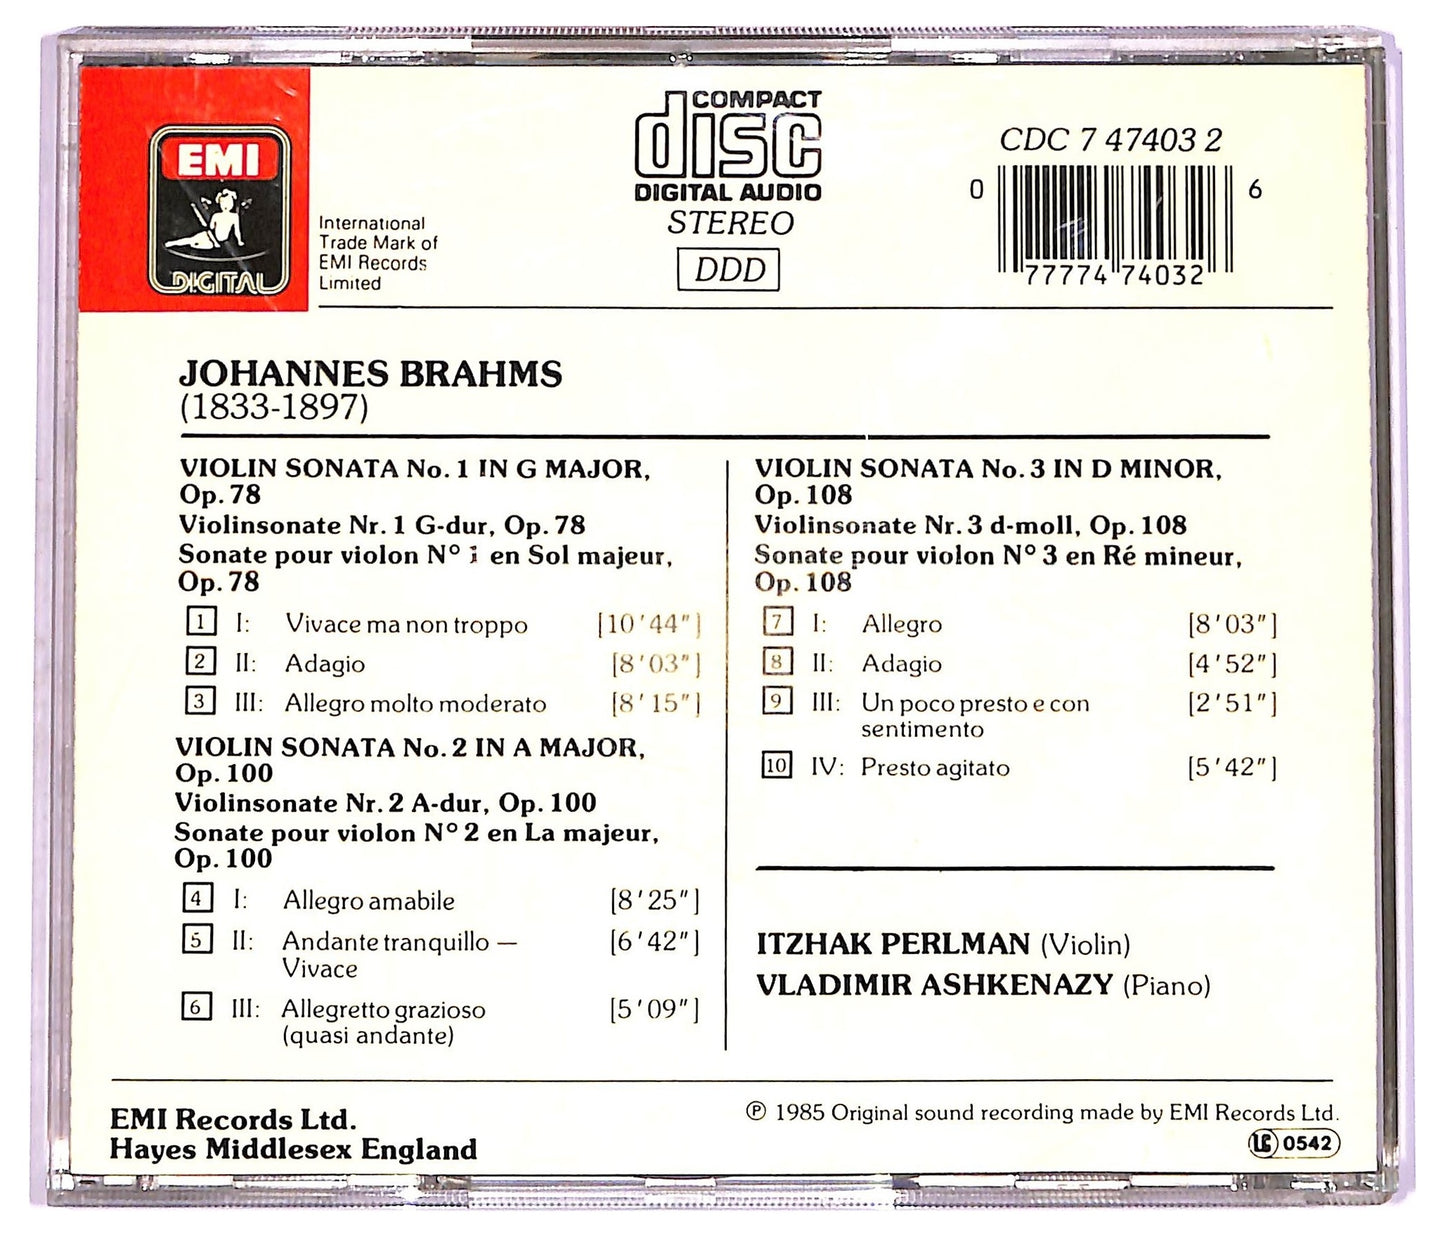 EMI
DIGITAL
International
Trade Mark of
EMI Records
Limited
COMPACT
disc
DIGITAL AUDIO
STEREO
DDD
CDC 7 47403 2
0 77774 74032 6
JOHANNES BRAHMS
(1833-1897)
VIOLIN SONATA No. 1 IN G MAJOR,
Op. 78
Violinsonate Nr. 1 G-dur, Op. 78
Sonate pour violon N° 1 en Sol majeur,
Op. 78
1 I: Vivace ma non troppo [10'44"]
2 II: Adagio [8'03"]
3 III: Allegro molto moderato [8'15"]
VIOLIN SONATA No. 2 IN A MAJOR,
Op. 100
Violinsonate Nr. 2 A-dur, Op. 100
Sonate pour violon N° 2 en La majeur,
Op. 100
4 I: Allegro amabile [8'25"]
5 II: Andante tranquillo —  [6'42"]
Vivace
6 III: Allegretto grazioso [5'09"]
(quasi andante)
VIOLIN SONATA No. 3 IN D MINOR,
Op. 108
Violinsonate Nr. 3 d-moll, Op. 108
Sonate pour violon N° 3 en Ré mineur,
Op. 108
7 I: Allegro [8'03"]
8 II: Adagio [4'52"]
9 III: Un poco presto e con [2'51"]
sentimento
10 IV: Presto agitato [5'42"]
ITZHAK PERLMAN (Violin)
VLADIMIR ASHKENAZY (Piano)
EMI Records Ltd.
Hayes Middlesex England
℗ 1985 Original sound recording made by EMI Records Ltd.
LC 0542